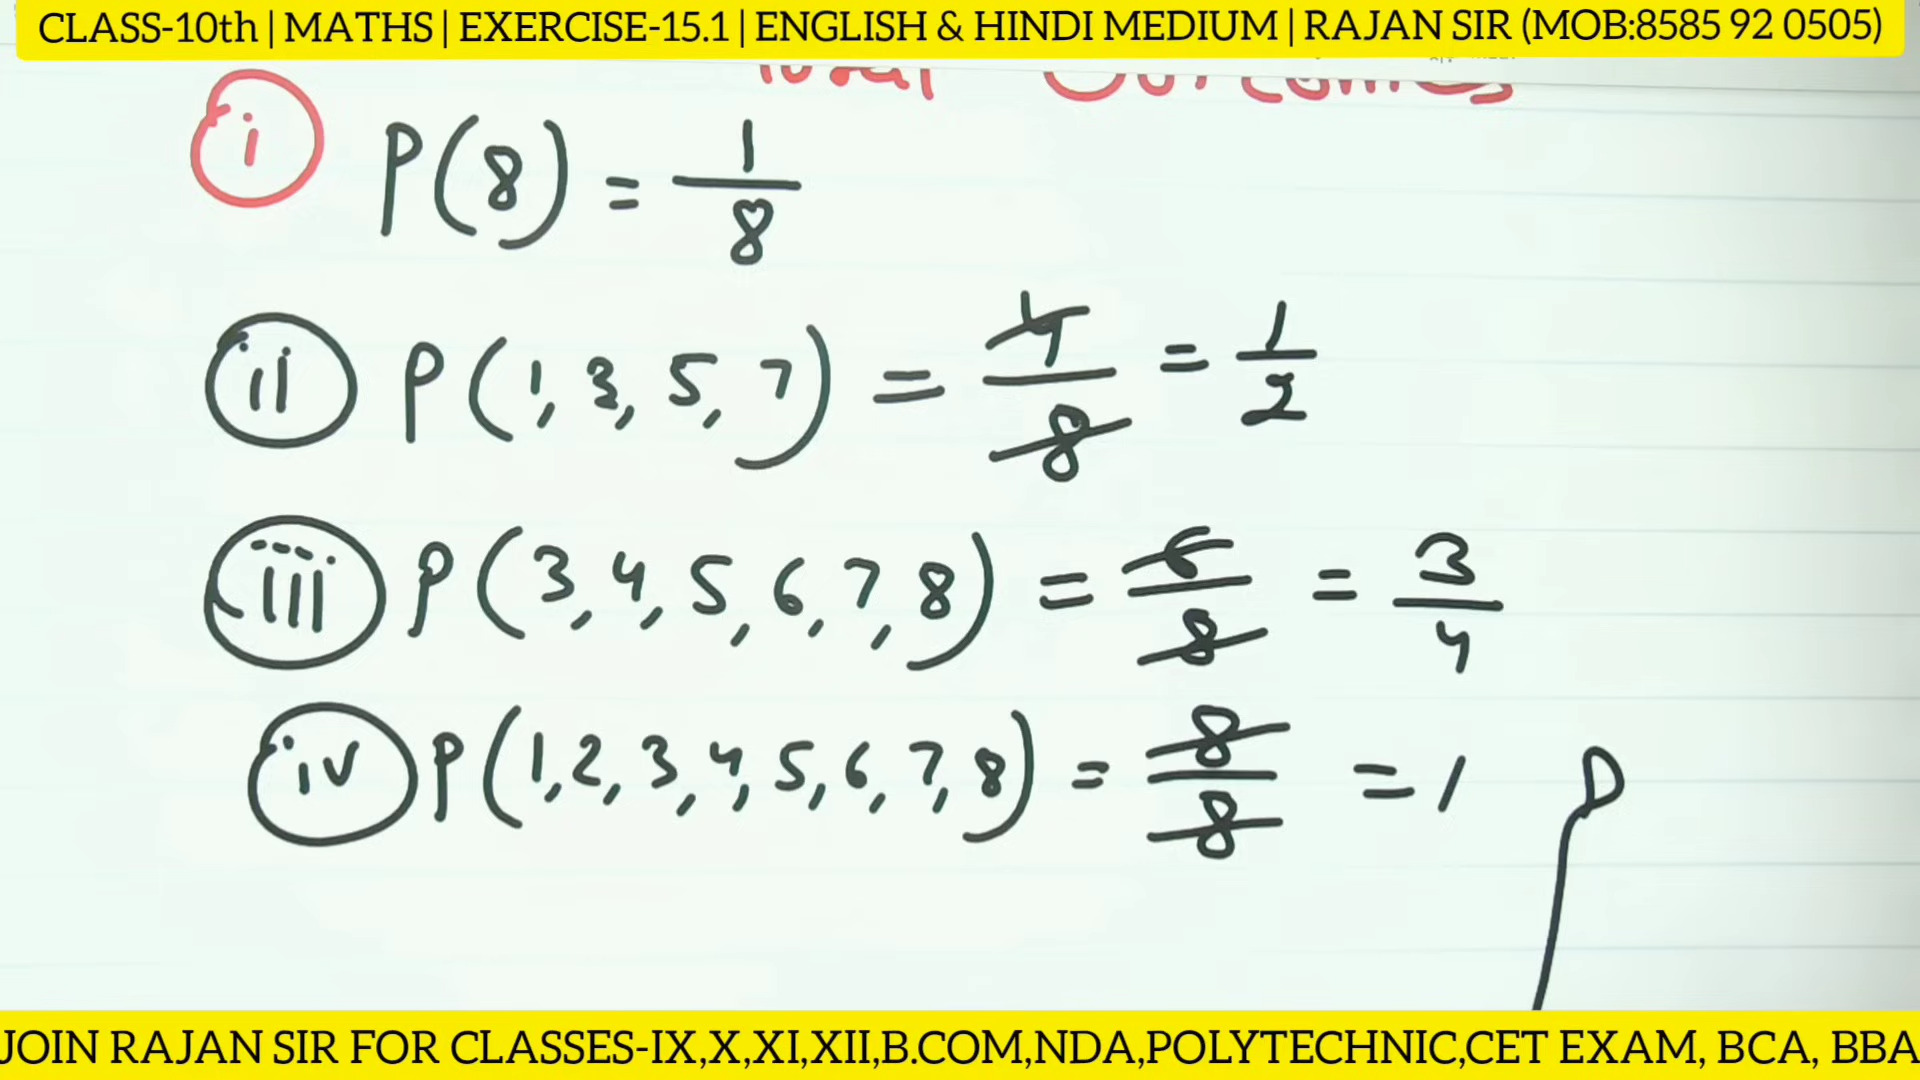 CLASS-10th | MATHS | EXERCISE-15.1 | ENGLISH & HINDI MEDIUM | RAJAN SIR (MOB:8585 92 0505)
Total Outcomes
i P(8) = 1/8
ii P(1, 3, 5, 7) = 4/8 = 1/2
iii P(3, 4, 5, 6, 7, 8) = 6/8 = 3/4
iv P(1, 2, 3, 4, 5, 6, 7, 8) = 8/8 = 1 P
JOIN RAJAN SIR FOR CLASSES-IX,X,XI,XII,B.COM,NDA,POLYTECHNIC,CET EXAM, BCA, BBA